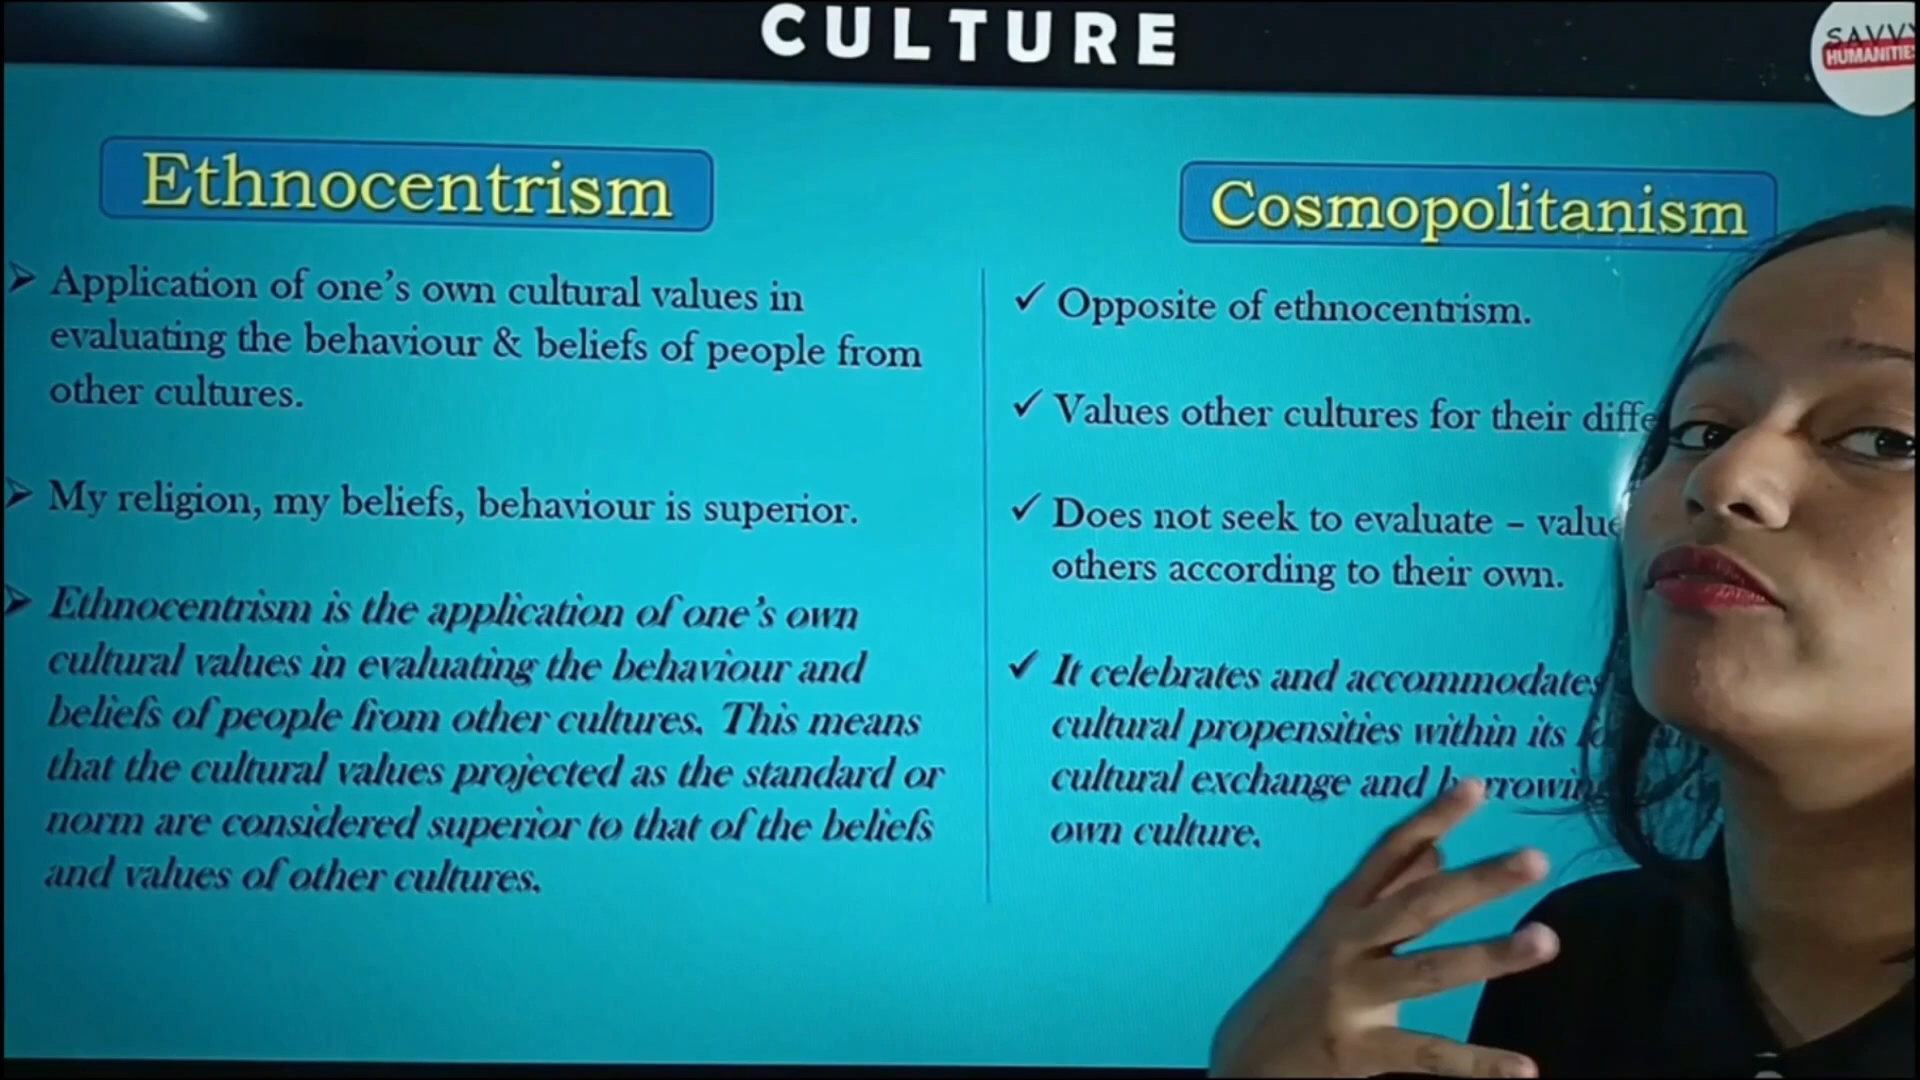 CULTURE
SAVVY
HUMANITIE
Ethnocentrism
Application of one's own cultural values in
evaluating the behaviour & beliefs of people from
other cultures.
My religion, my beliefs, behaviour is superior.
Ethnocentrism is the application of one's own
cultural values in evaluating the behaviour and
beliefs of people from other cultures. This means
that the cultural values projected as the standard or
norm are considered superior to that of the beliefs
and values of other cultures.
Cosmopolitanism
✓ Opposite of ethnocentrism.
✓ Values other cultures for their
✓ Does not seek to evaluate –
others according to their own.
✓ It celebrates and accommodates
cultural propensities within its
cultural exchange and
own culture.